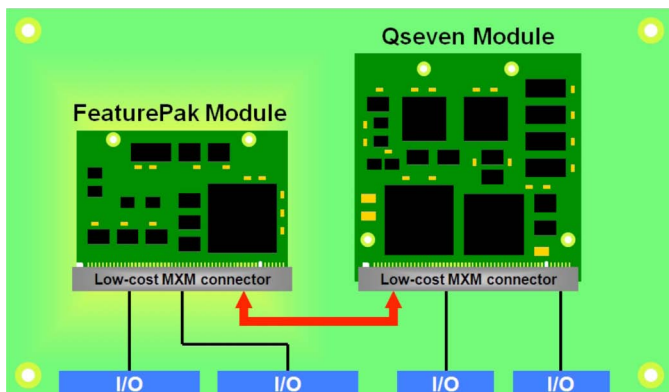 Qseven Module
FeaturePak Module
Low-cost MXM connector
Low-cost MXM connector
I/O
I/O
I/O
I/O